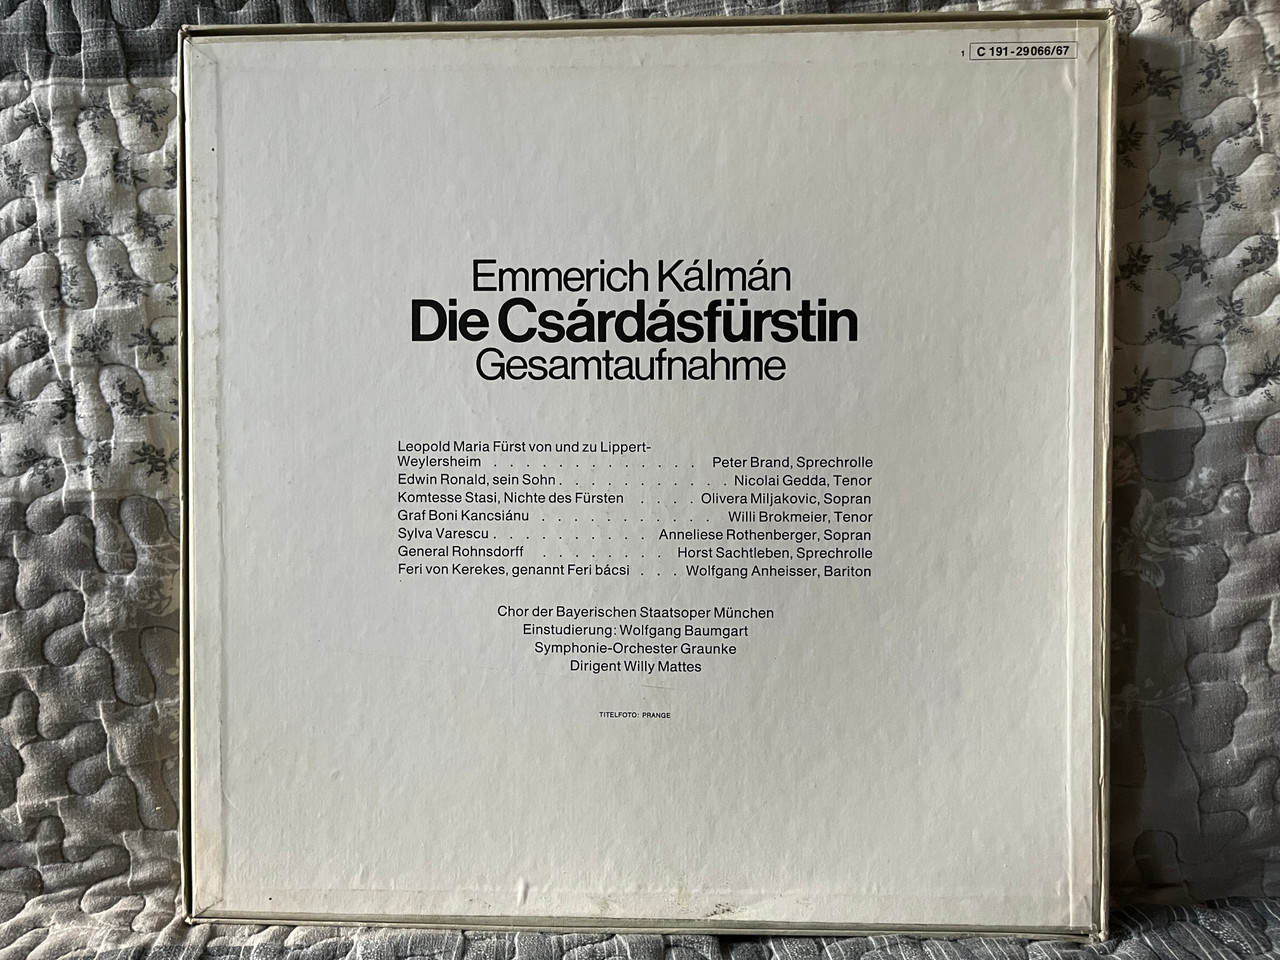 1 C 191-29066/67
Emmerich Kálmán
Die Csárdásfürstin
Gesamtaufnahme
Leopold Maria Fürst von und zu Lippert-
Weylersheim . . . . . . . . . . . . . Peter Brand, Sprechrolle
Edwin Ronald, sein Sohn . . . . . . . . . . . Nicolai Gedda, Tenor
Komtesse Stasi, Nichte des Fürsten . . . . Olivera Miljakovic, Sopran
Graf Boni Kancsiánu . . . . . . . . . . . Willi Brokmeier, Tenor
Sylva Varescu . . . . . . . . . . Anneliese Rothenberger, Sopran
General Rohnsdorff . . . . . . . . Horst Sachtleben, Sprechrolle
Feri von Kerekes, genannt Feri bácsi . . . Wolfgang Anheisser, Bariton
Chor der Bayerischen Staatsoper München
Einstudierung: Wolfgang Baumgart
Symphonie-Orchester Graunke
Dirigent Willy Mattes
TITELFOTO: PRANGE